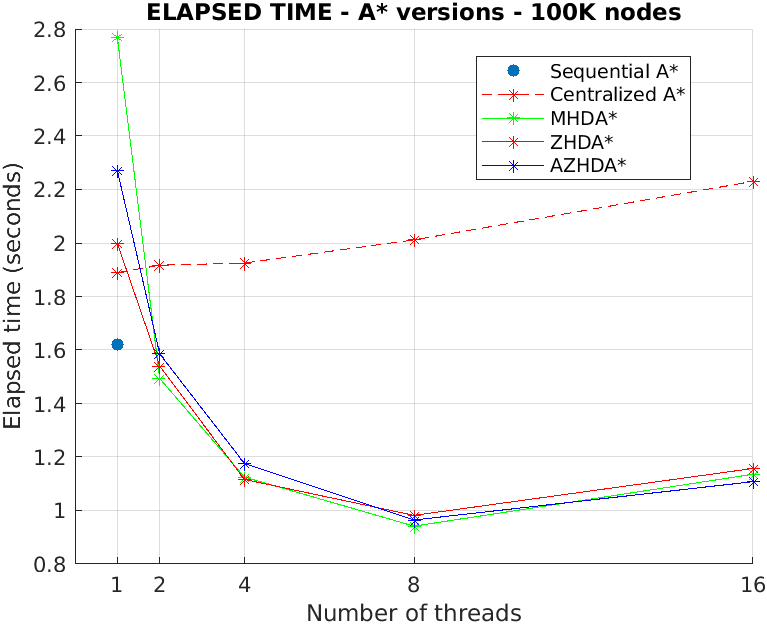 ELAPSED TIME - A* versions - 100K nodes
2.8
2.6
2.4
2.2
2
1.8
1.6
1.4
1.2
1
0.8
Elapsed time (seconds)
Sequential A*
Centralized A*
MHDA*
ZHDA*
AZHDA*
1 2 4 8 16
Number of threads